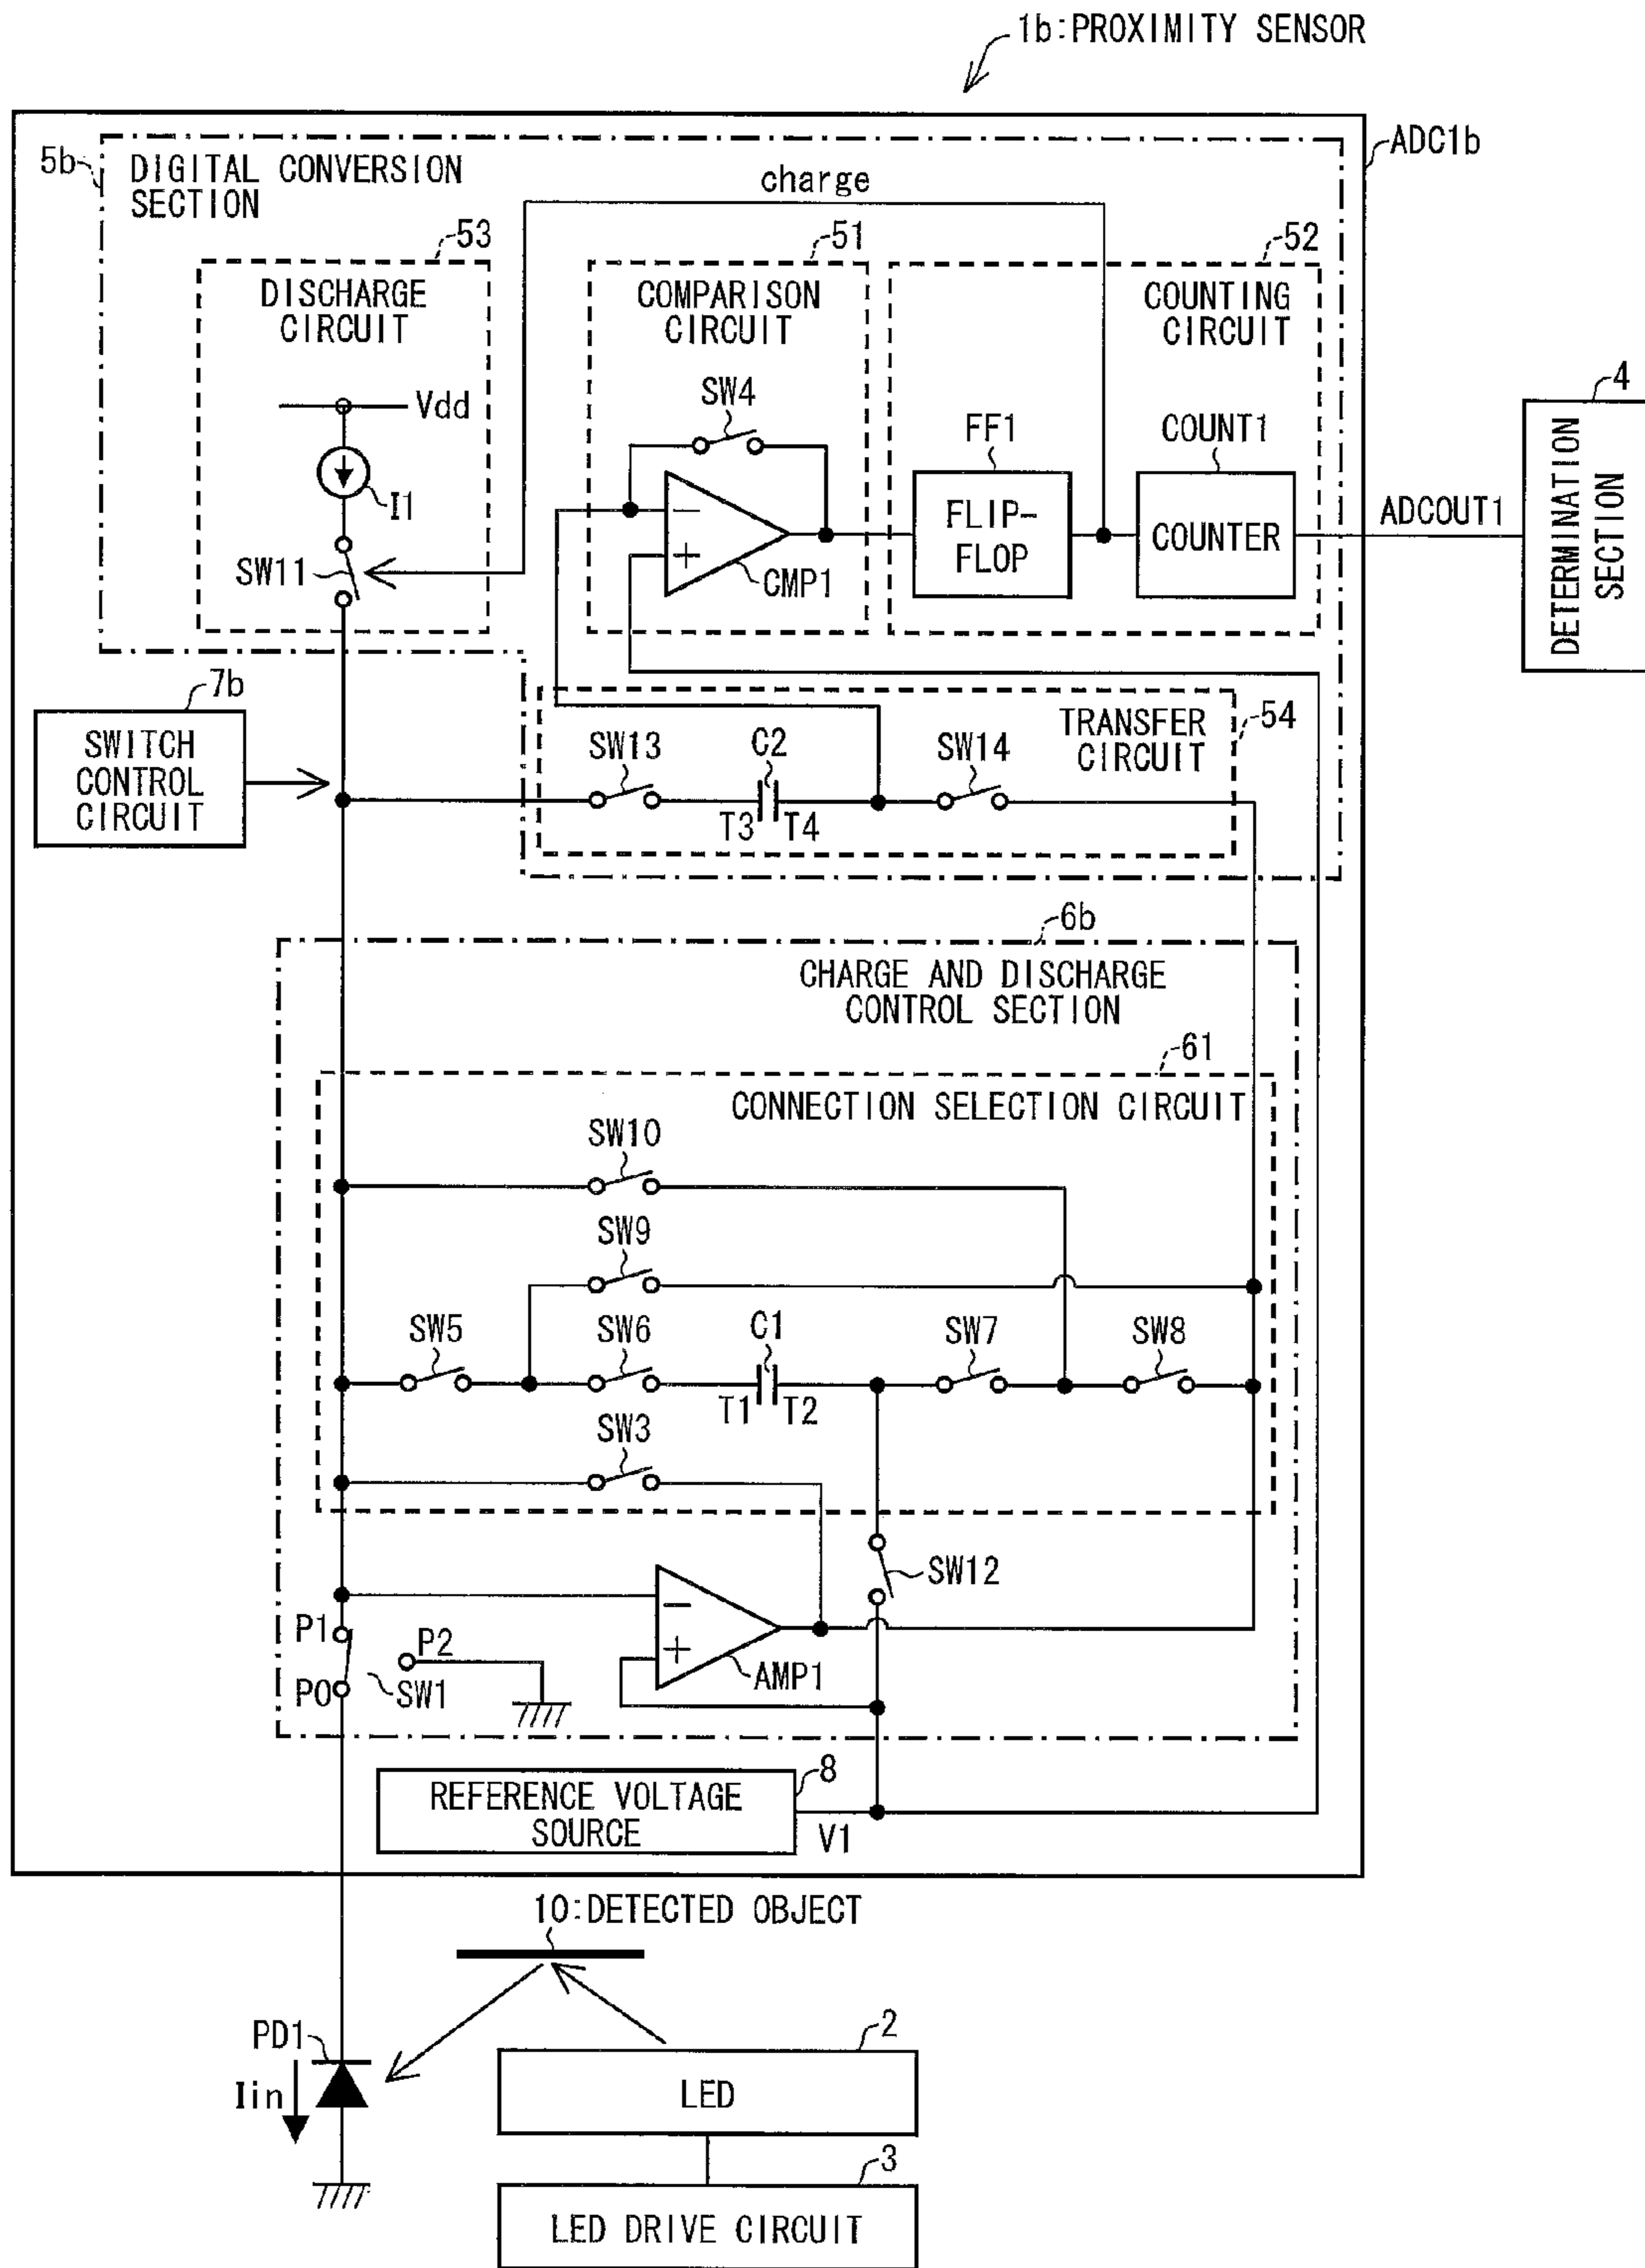 1b:PROXIMITY SENSOR
ADC1b
5b
DIGITAL CONVERSION
SECTION
charge
53
51
52
DISCHARGE
CIRCUIT
COMPARISON
CIRCUIT
COUNTING
CIRCUIT
4
DETERMINATION
SECTION
Vdd
SW4
FF1
COUNT1
I1
−
+
FLIP-
FLOP
COUNTER
ADCOUT1
SW11
CMP1
7b
SWITCH
CONTROL
CIRCUIT
TRANSFER
CIRCUIT
54
SW13
C2
SW14
T3
T4
6b
CHARGE AND DISCHARGE
CONTROL SECTION
61
CONNECTION SELECTION CIRCUIT
SW10
SW9
SW5
SW6
C1
SW7
SW8
T1
T2
SW3
SW12
−
+
P1
P2
P0
SW1
AMP1
8
REFERENCE VOLTAGE
SOURCE
V1
10:DETECTED OBJECT
PD1
Iin
2
LED
3
LED DRIVE CIRCUIT